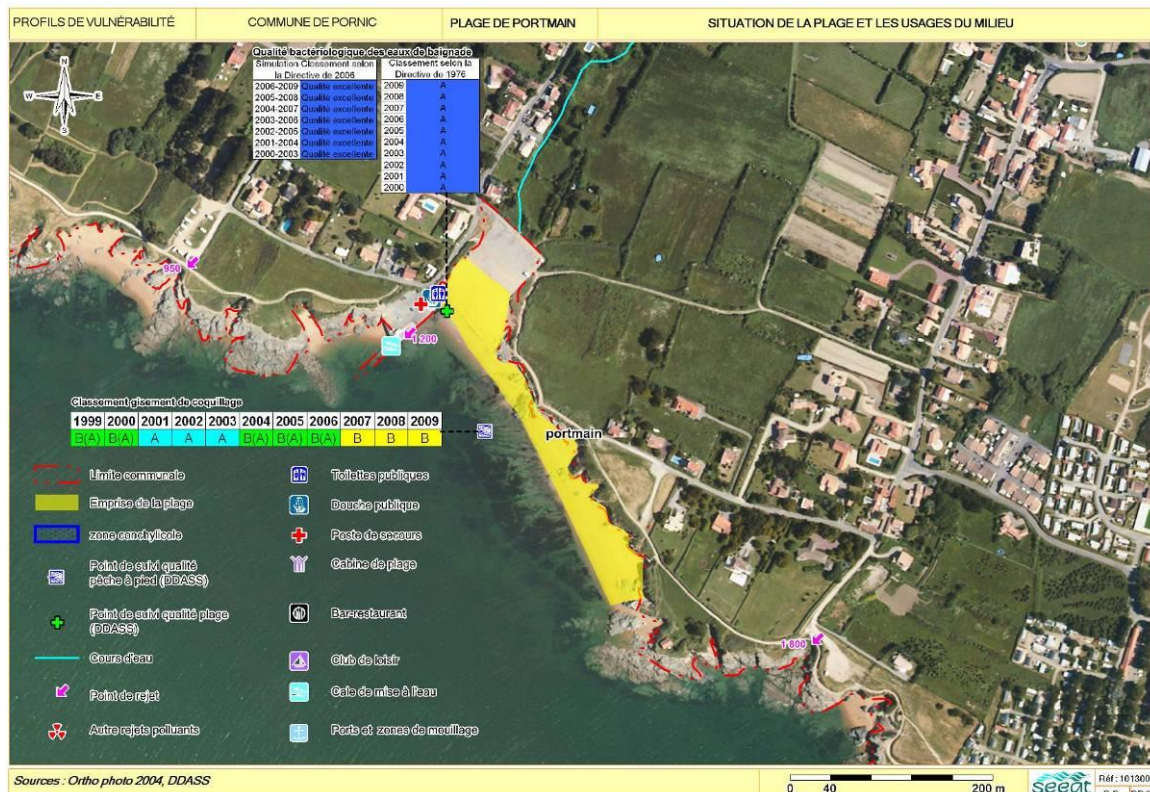 PROFILS DE VULNÉRABILITÉ
COMMUNE DE PORNIC
PLAGE DE PORTMAIN
SITUATION DE LA PLAGE ET LES USAGES DU MILIEU
Qualité bactériologique des eaux de baignade
Simulation Classement selon
la Directive de 2006
2006-2009 Qualité excellente
2005-2008 Qualité excellente
2004-2007 Qualité excellente
2003-2006 Qualité excellente
2002-2005 Qualité excellente
2001-2004 Qualité excellente
2000-2003 Qualité excellente
Classement selon la
Directive de 1976
2009 A
2008 A
2007 A
2006 A
2005 A
2004 A
2003 A
2002 A
2001 A
2000 A
N
W E
S
950
1 200
portmain
1 800
Classement gisement de coquillage
1999 2000 2001 2002 2003 2004 2005 2006 2007 2008 2009
B(A) B(A) A A A B(A) B(A) B(A) B B B
Limite communale
Emprise de la plage
zone conchylicole
Point de suivi qualité
pêche à pied (DDASS)
Point de suivi qualité plage
(DDASS)
Cours d'eau
Point de rejet
Autre rejets polluants
Toilettes publiques
Douche publique
Poste de secours
Cabine de plage
Bar-restaurant
Club de loisir
Cale de mise à l'eau
Ports et zones de mouillage
Sources : Ortho photo 2004, DDASS
0 40 200 m
seeat
Réf : 101300